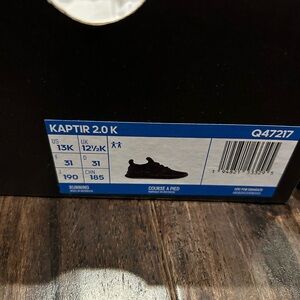 KAPTIR 2.0 K
Q47217
US UK
13K 12½K
F D
31 31
J CHN
190 185
RUNNING
COURSE A PIED